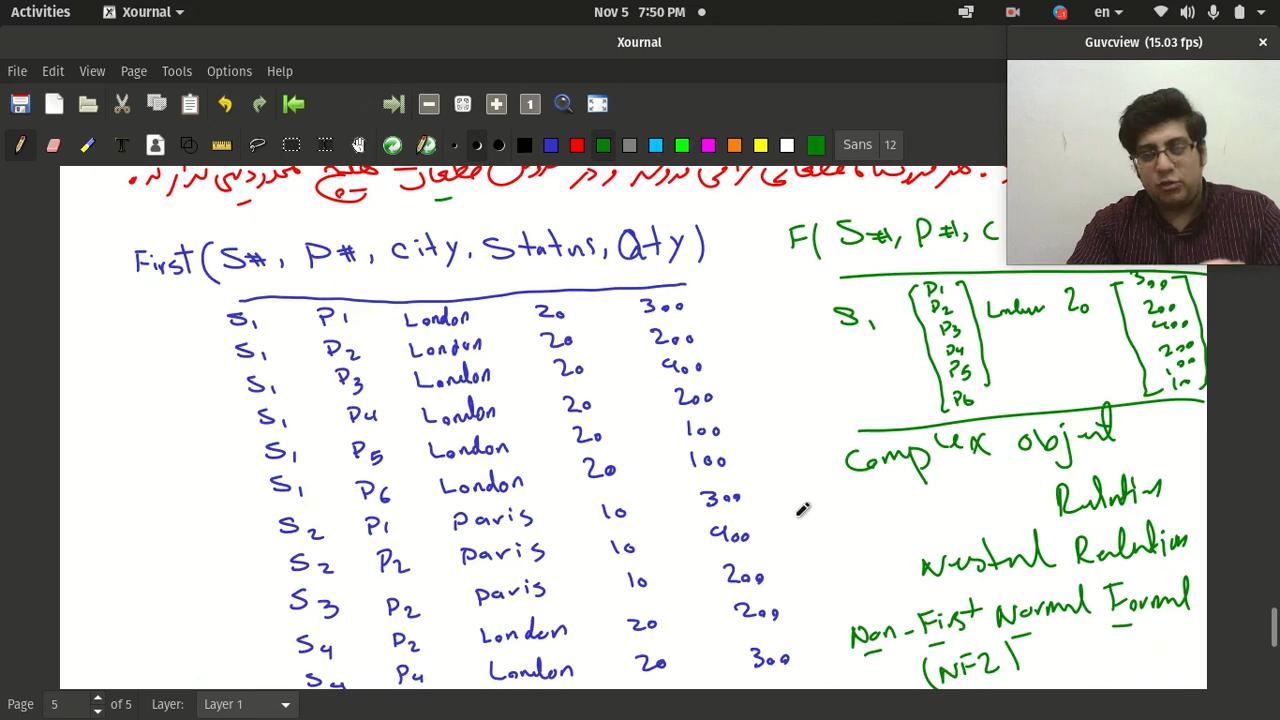 Activities Xournal Nov 5 7:50 PM en
Xournal
Guvcview (15.03 fps)
File Edit View Page Tools Options Help
Sans 12
First(S#, P#, city, Status, Qty)
S1 P1 London 20 300
S1 P2 London 20 200
S1 P3 London 20 400
S1 P4 London 20 200
S1 P5 London 20 100
S1 P6 London 20 100
S2 P1 paris 10 300
S2 P2 paris 10 400
S3 P2 paris 10 200
S4 P2 London 20 200
S4 P4 London 20 300
F( S#, P#, C
S1 P1 London 20 300
P2 200
P3 400
P4 200
P5 100
P6
Complex object
Relation
Relation
Non-First Normal Format
(NF2)
Page 5 of 5 Layer: Layer 1